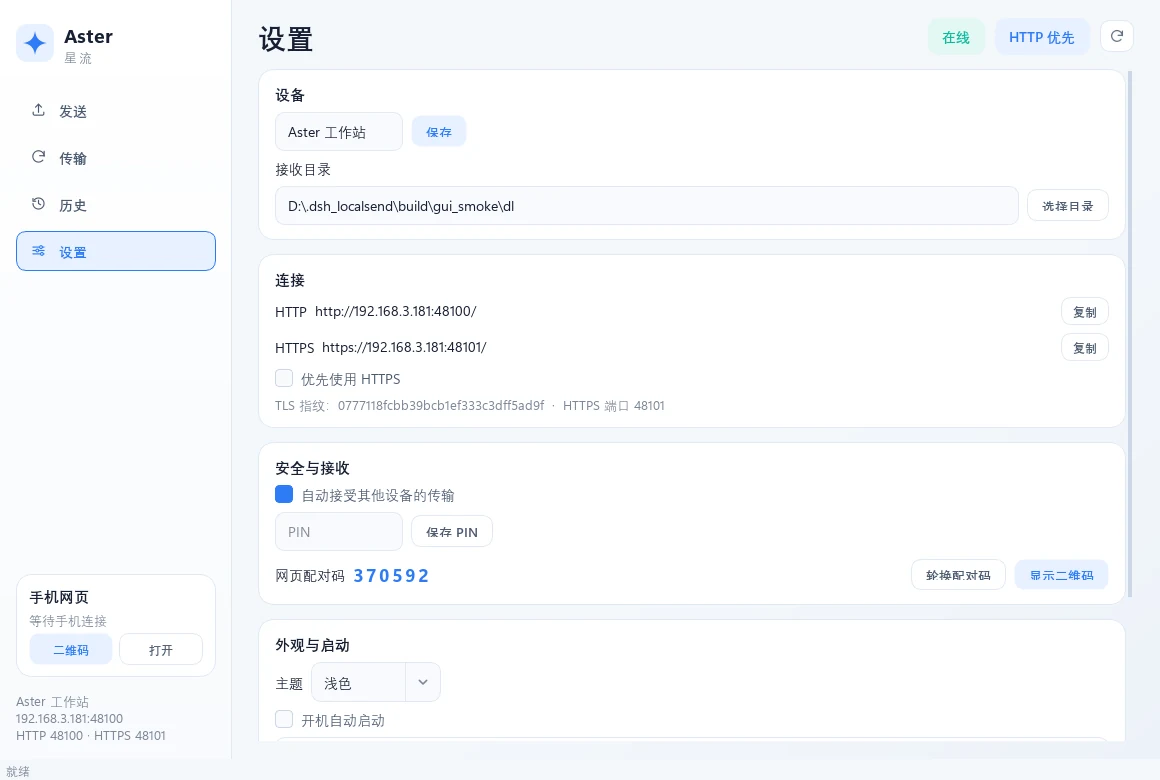 Aster
星流
发送
传输
历史
设置
手机网页
等待手机连接
二维码 打开
Aster 工作站
192.168.3.181:48100
HTTP 48100 · HTTPS 48101
就绪
设置
在线 HTTP 优先
设备
Aster 工作站 保存
接收目录
D:\.dsh_localsend\build\gui_smoke\dl 选择目录
连接
HTTP http://192.168.3.181:48100/ 复制
HTTPS https://192.168.3.181:48101/ 复制
优先使用 HTTPS
TLS 指纹: 0777118fcbb39bcb1ef333c3dff5ad9f · HTTPS 端口 48101
安全与接收
自动接受其他设备的传输
PIN 保存 PIN
网页配对码 370592 轮换配对码 显示二维码
外观与启动
主题 浅色
开机自动启动